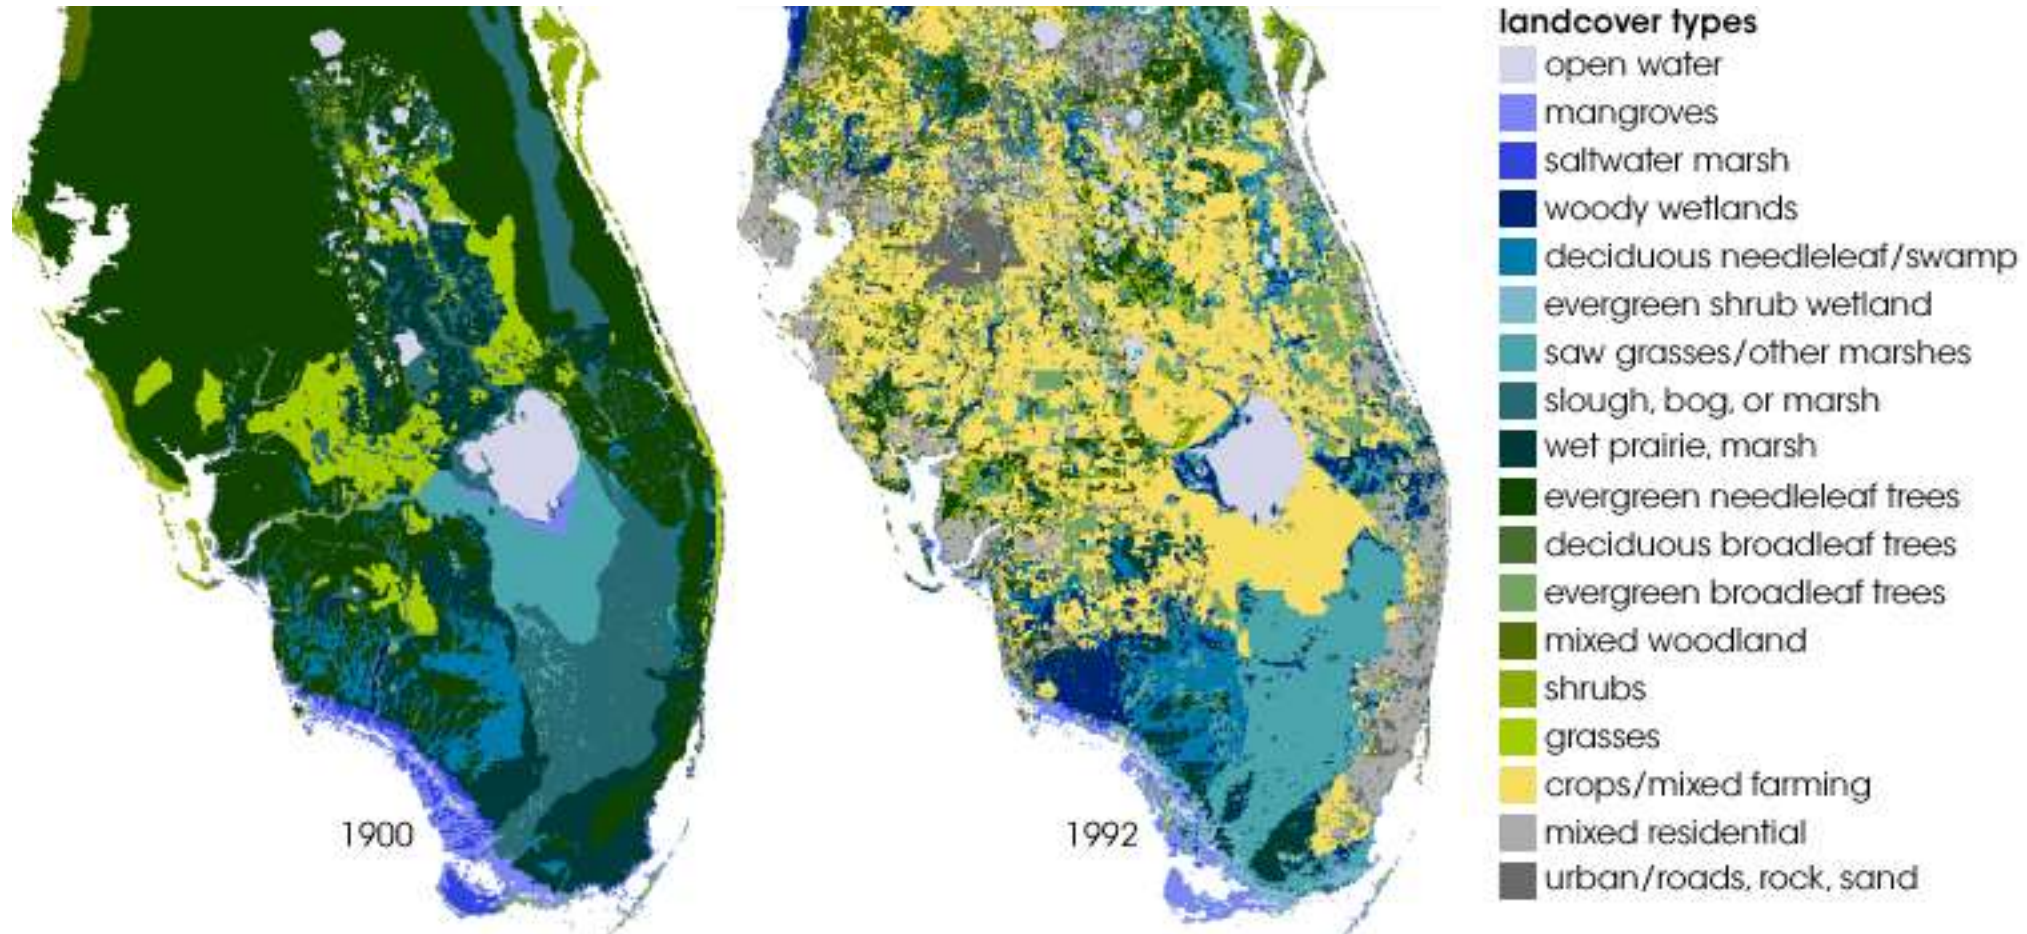 landcover types
open water
mangroves
saltwater marsh
woody wetlands
deciduous needleleaf/swamp
evergreen shrub wetland
saw grasses/other marshes
slough, bog, or marsh
wet prairie, marsh
evergreen needleleaf trees
deciduous broadleaf trees
evergreen broadleaf trees
mixed woodland
shrubs
grasses
crops/mixed farming
mixed residential
urban/roads, rock, sand
1900
1992